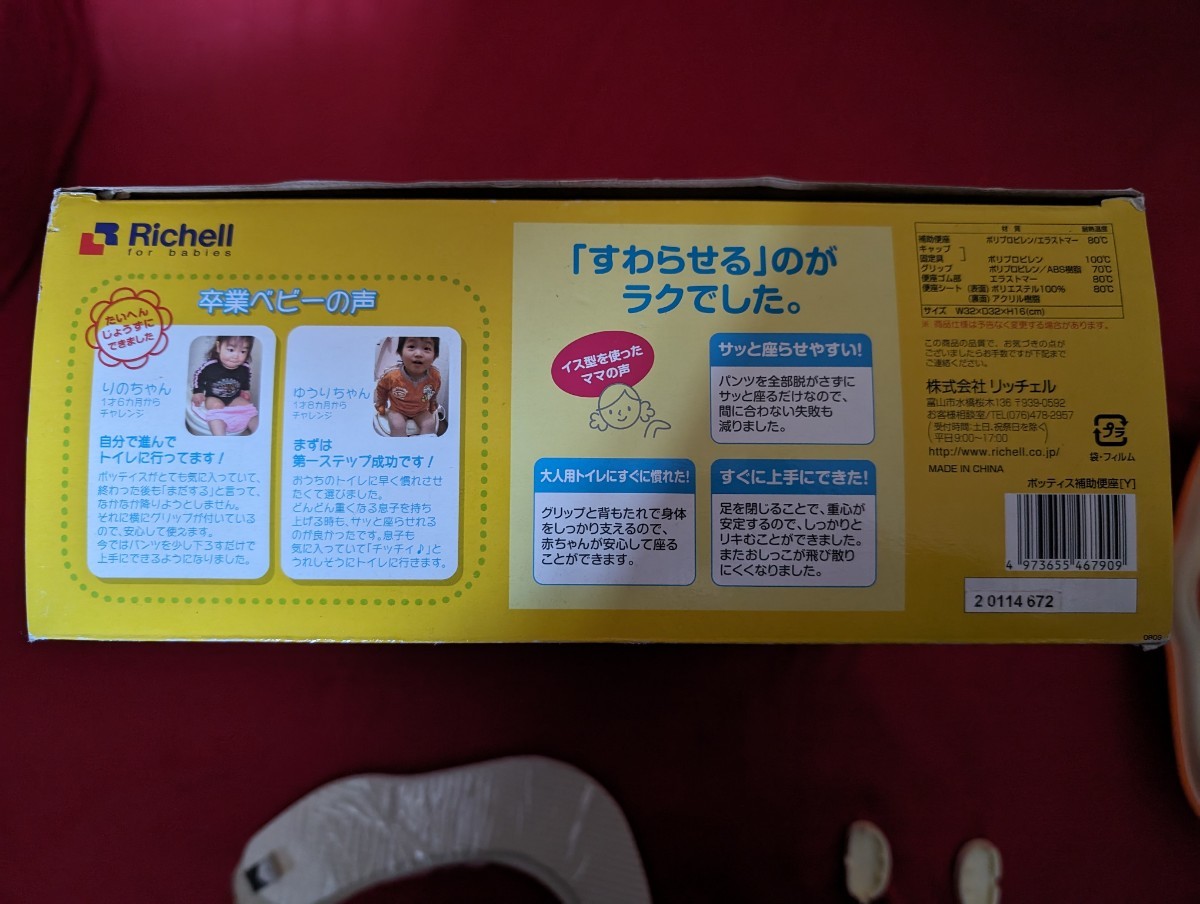 Richell
for babies
卒業ベビーの声
たいへん
じょうずに
できました
りのちゃん
1才6カ月から
チャレンジ
自分で進んで
トイレに行ってます!
ポッティスがとても気に入っていて、
終わった後も「まだする」と言って、
なかなか降りようとしません。
それに横にグリップが付いている
ので、安心して使えます。
今ではパンツを少し下ろすだけで
上手にできるようになりました。
ゆうりちゃん
1才8カ月から
チャレンジ
まずは
第一ステップ成功です!
おうちのトイレに早く慣れさせ
たくて選びました。
どんどん重くなる息子を持ち
上げる時も、サッと座らせれる
のが良かったです。息子も
気に入っていて「チッチイ♪」と
うれしそうにトイレに行きます。
「すわらせる」のが
ラクでした。
イス型を使った
ママの声
サッと座らせやすい!
パンツを全部脱がさずに
サッと座るだけなので、
間に合わない失敗も
減りました。
大人用トイレにすぐに慣れた!
グリップと背もたれで身体
をしっかり支えるので、
赤ちゃんが安心して座る
ことができます。
すぐに上手にできた!
足を閉じることで、重心が
安定するので、しっかりと
リキむことができました。
またおしっこが飛び散り
にくくなりました。
材 質 耐熱温度
補助便座 ポリプロピレン/エラストマー 80℃
キャップ
固定具 ポリプロピレン 100℃
グリップ ポリプロピレン/ABS樹脂 70℃
便座ゴム部 エラストマー 80℃
便座シート (表面) ポリエステル100% 80℃
(裏面) アクリル樹脂
サイズ W32×D32×H16(cm)
※ 商品仕様は予告なく変更する場合があります。
この商品の品質で、お気づきの点が
ございましたらお手数ですが下記まで
ご連絡ください。
株式会社 リッチェル
富山市水橋桜木136 〒939-0592
お客様相談室/TEL(076)478-2957
(受付時間:土日、祝祭日を除く
平日9:00~17:00)
http://www.richell.co.jp/
MADE IN CHINA
プラ
袋・フィルム
ポッティス補助便座[Y]
4 973655 467909
2 0114 672